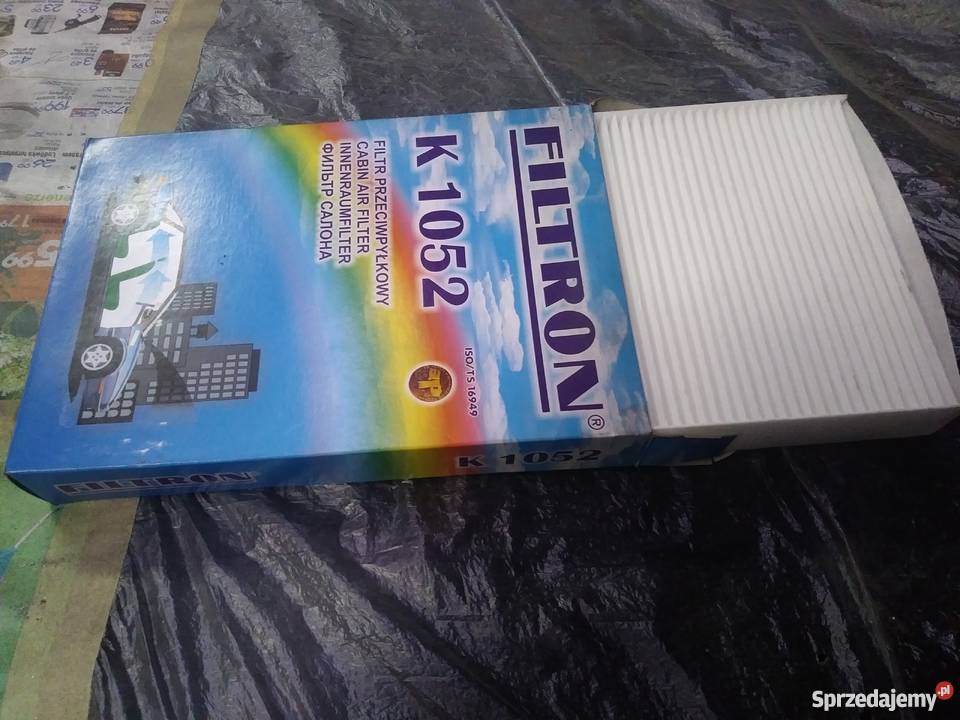 FILTRON®
K 1052
FILTR PRZECIWPYŁKOWY
CABIN AIR FILTER
INNENRAUMFILTER
ФИЛЬТР САЛОНА
ISO/TS 16949
K 1052
FILTRON
Sprzedajemy.pl